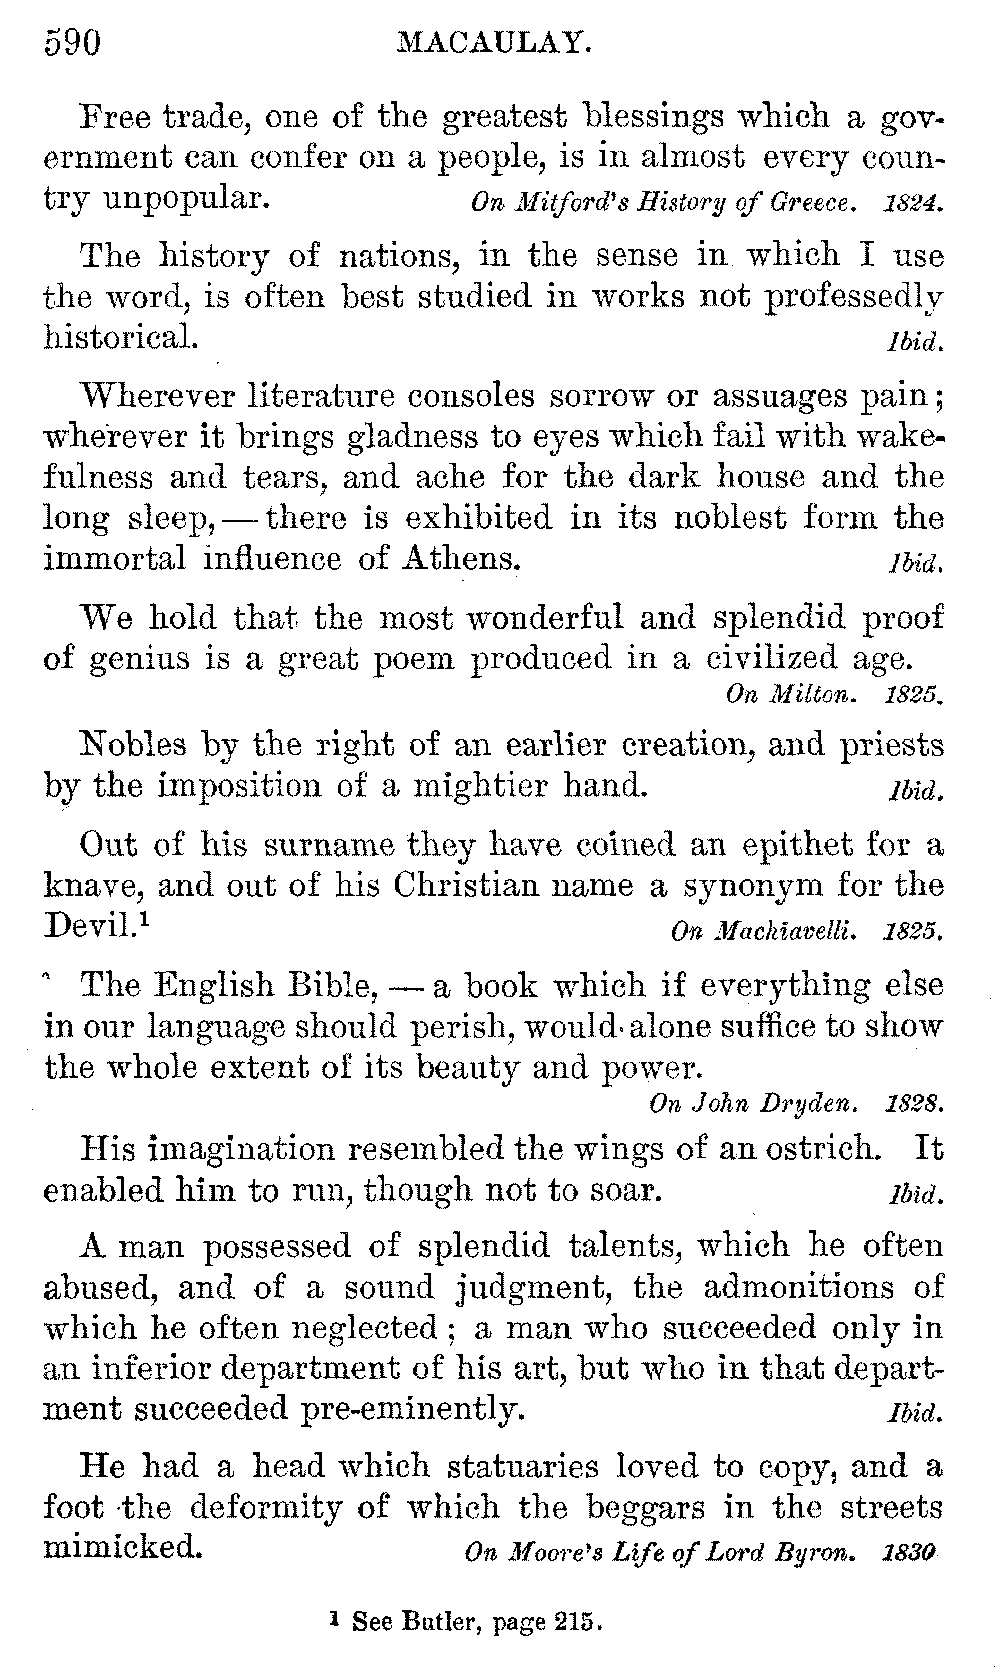 590 MACAULAY.
Free trade, one of the greatest blessings which a gov-
ernment can confer on a people, is in almost every coun-
try unpopular. On Mitford's History of Greece. 1824.
The history of nations, in the sense in which I use
the word, is often best studied in works not professedly
historical. Ibid.
Wherever literature consoles sorrow or assuages pain;
wherever it brings gladness to eyes which fail with wake-
fulness and tears, and ache for the dark house and the
long sleep, — there is exhibited in its noblest form the
immortal influence of Athens. Ibid.
We hold that the most wonderful and splendid proof
of genius is a great poem produced in a civilized age.
On Milton. 1825.
Nobles by the right of an earlier creation, and priests
by the imposition of a mightier hand. Ibid.
Out of his surname they have coined an epithet for a
knave, and out of his Christian name a synonym for the
Devil.¹ On Machiavelli. 1825.
The English Bible, — a book which if everything else
in our language should perish, would alone suffice to show
the whole extent of its beauty and power.
On John Dryden. 1828.
His imagination resembled the wings of an ostrich. It
enabled him to run, though not to soar. Ibid.
A man possessed of splendid talents, which he often
abused, and of a sound judgment, the admonitions of
which he often neglected; a man who succeeded only in
an inferior department of his art, but who in that depart-
ment succeeded pre-eminently. Ibid.
He had a head which statuaries loved to copy, and a
foot the deformity of which the beggars in the streets
mimicked. On Moore's Life of Lord Byron. 1830
¹ See Butler, page 215.